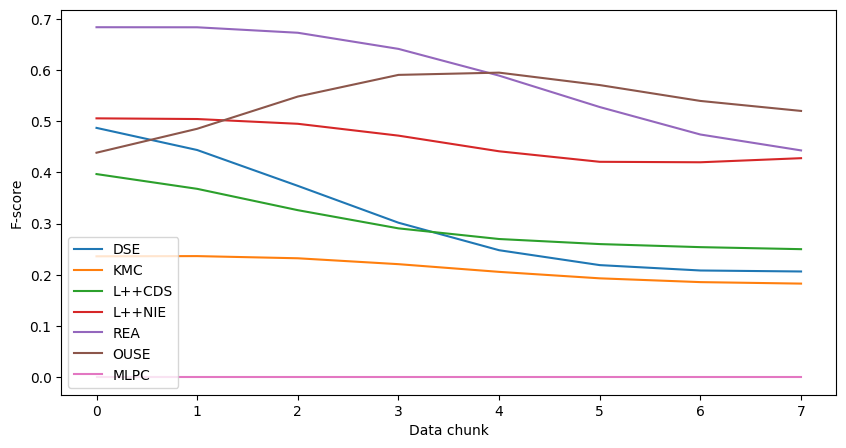 0.7
0.6
0.5
0.4
0.3
0.2
0.1
0.0
F-score
DSE
KMC
L++CDS
L++NIE
REA
OUSE
MLPC
0 1 2 3 4 5 6 7
Data chunk